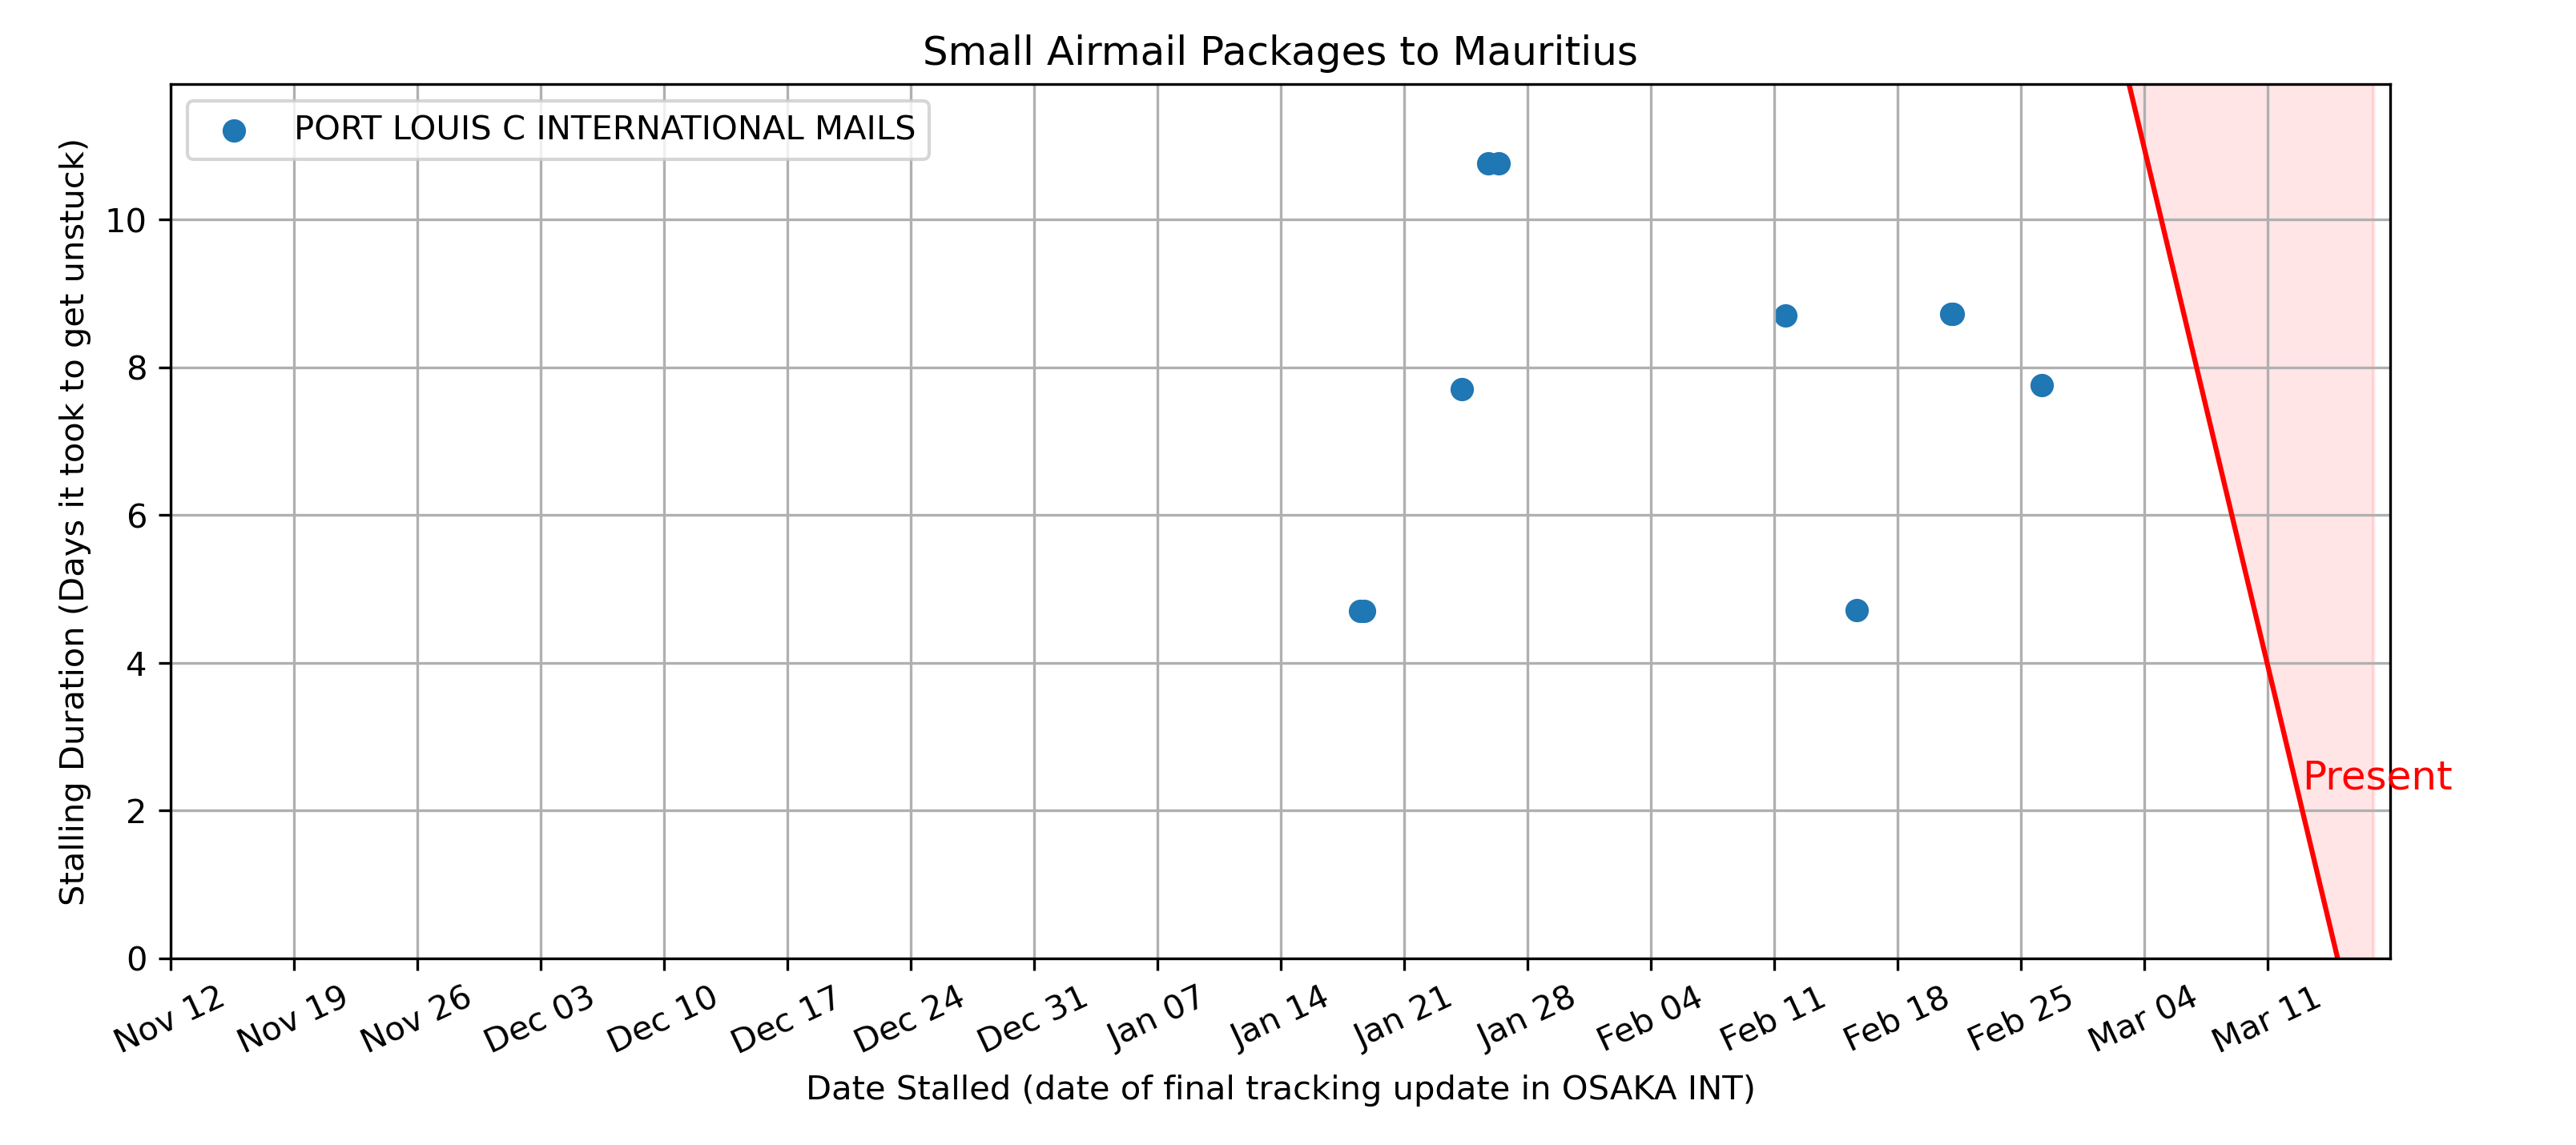 Small Airmail Packages to Mauritius
PORT LOUIS C INTERNATIONAL MAILS
Stalling Duration (Days it took to get unstuck)
10
8
6
4
2
0
Present
Nov 12
Nov 19
Nov 26
Dec 03
Dec 10
Dec 17
Dec 24
Dec 31
Jan 07
Jan 14
Jan 21
Jan 28
Feb 04
Feb 11
Feb 18
Feb 25
Mar 04
Mar 11
Date Stalled (date of final tracking update in OSAKA INT)